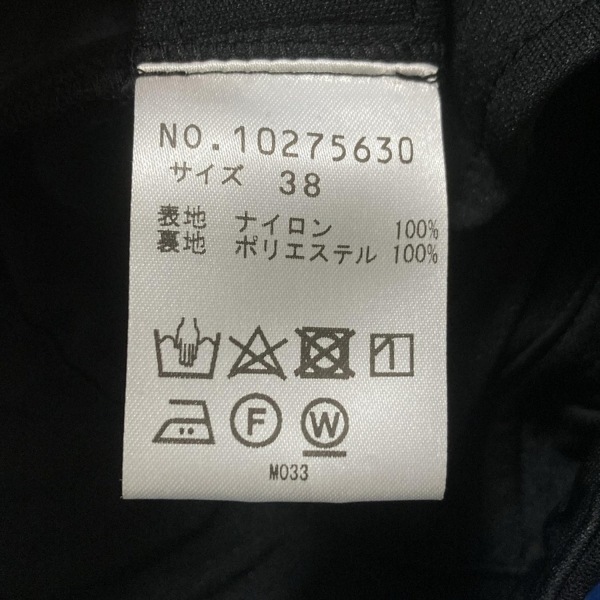 NO.10275630
サイズ 38
表地 ナイロン 100%
裏地 ポリエステル 100%
F W
M033